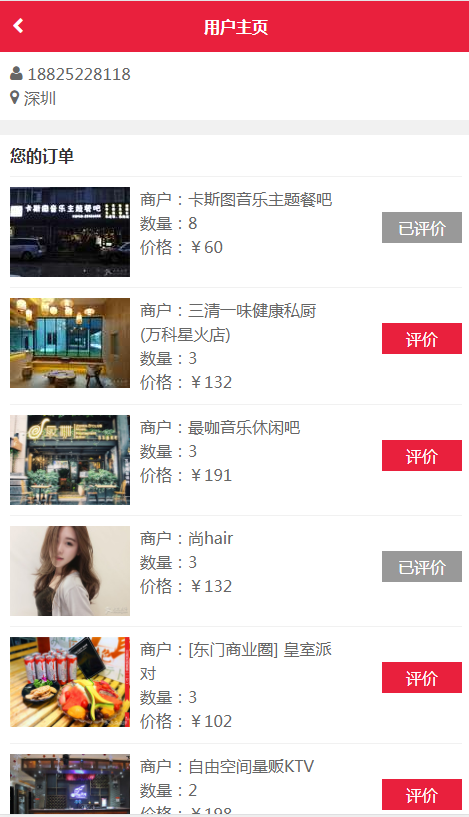 用户主页
18825228118
深圳
您的订单
卡斯图音乐主题餐吧
商户：卡斯图音乐主题餐吧
数量：8
价格：￥60
已评价
商户：三清一味健康私厨
(万科星火店)
数量：3
价格：￥132
评价
商户：最咖音乐休闲吧
数量：3
价格：￥191
评价
商户：尚hair
数量：3
价格：￥132
已评价
商户：[东门商业圈] 皇室派
对
数量：3
价格：￥102
评价
商户：自由空间量贩KTV
数量：2
价格：￥198
评价